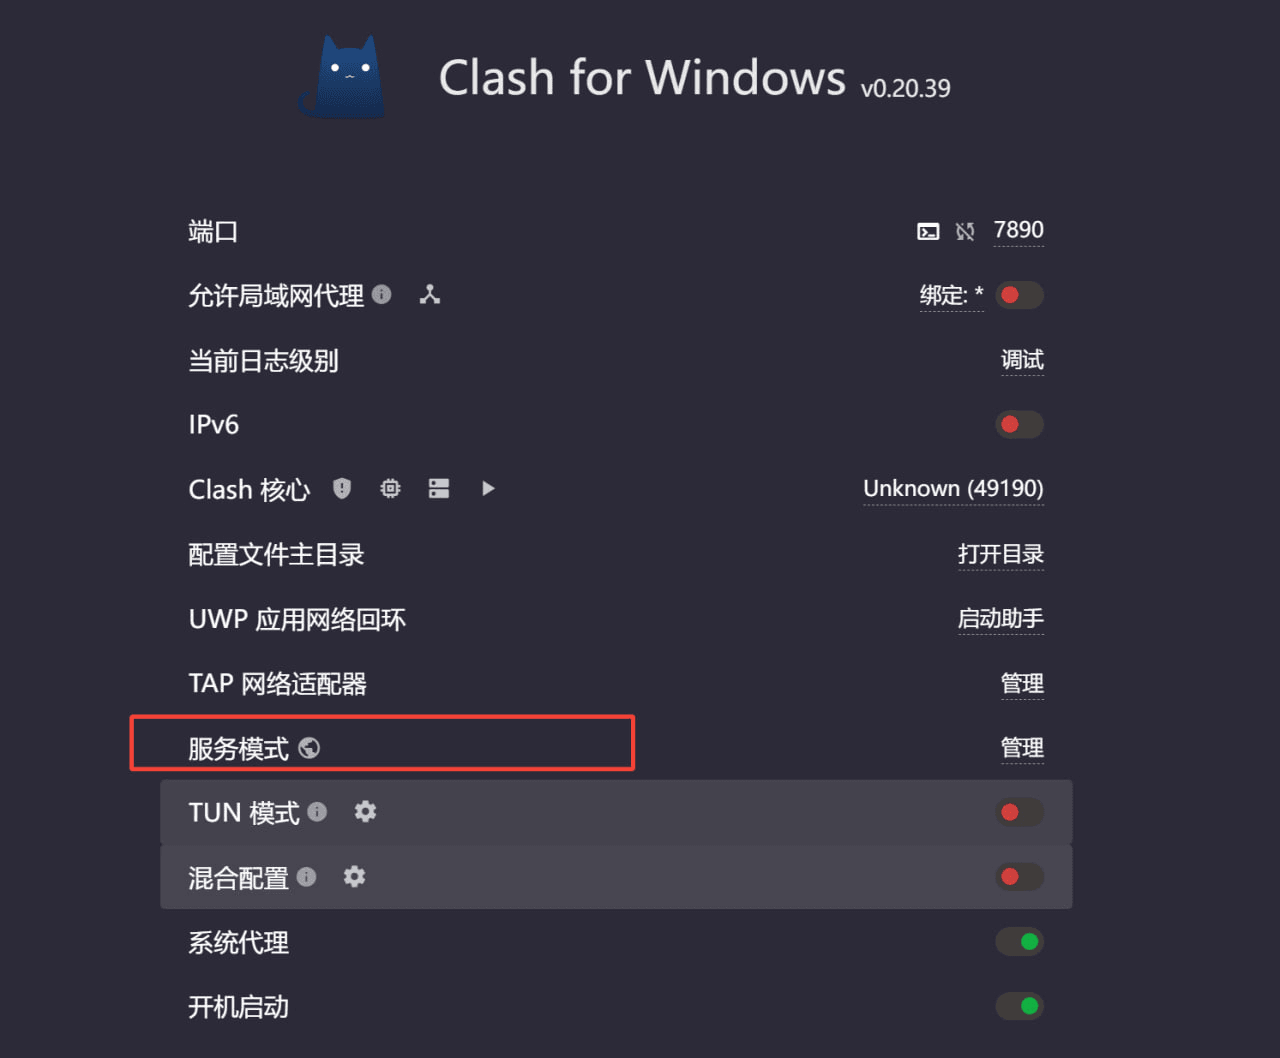 Clash for Windows v0.20.39
端口 7890
允许局域网代理 绑定: *
当前日志级别 调试
IPv6
Clash 核心 Unknown (49190)
配置文件主目录 打开目录
UWP 应用网络回环 启动助手
TAP 网络适配器 管理
服务模式 管理
TUN 模式
混合配置
系统代理
开机启动